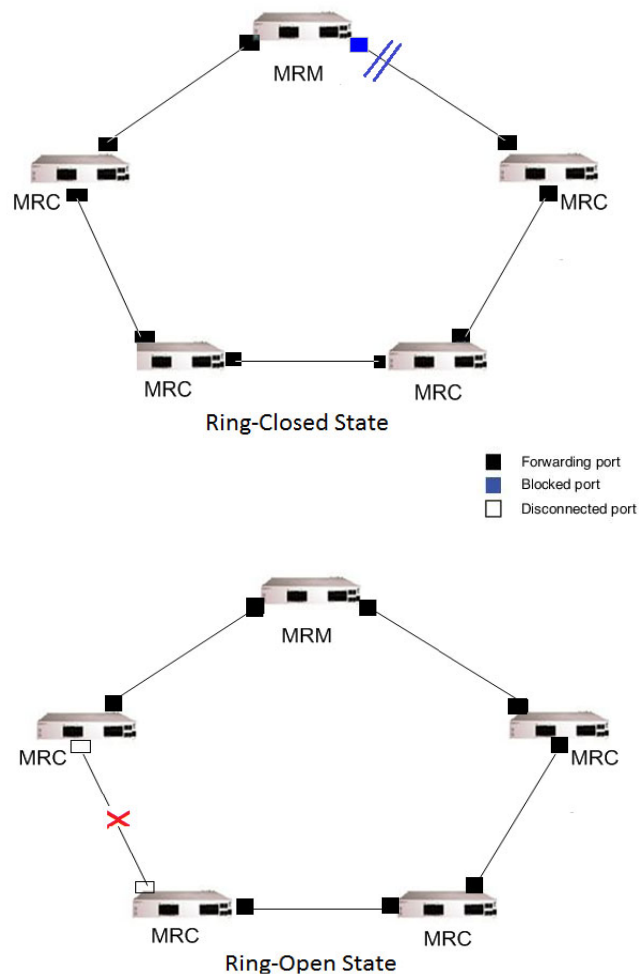 MRM
MRC
MRC
MRC
MRC
Ring-Closed State
Forwarding port
Blocked port
Disconnected port
MRM
MRC
MRC
MRC
MRC
Ring-Open State